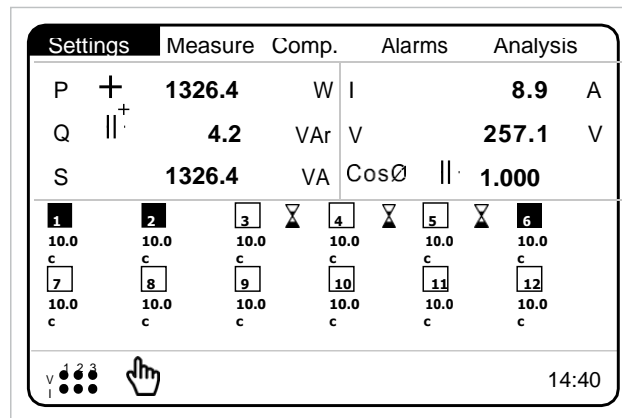 Settings Measure Comp. Alarms Analysis
P + 1326.4 W I 8.9 A
Q + 4.2 VAr V 257.1 V
S 1326.4 VA CosØ 1.000
1 2 3 4 5 6
10.0 10.0 10.0 10.0 10.0 10.0
c c c c c c
7 8 9 10 11 12
10.0 10.0 10.0 10.0 10.0 10.0
c c c c c c
1 2 3
V
I
14:40